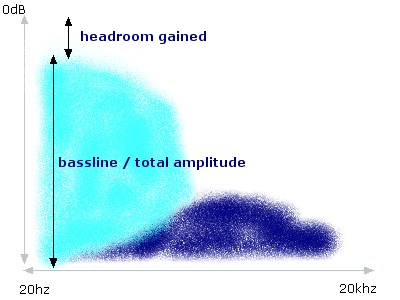 0dB
headroom gained
bassline / total amplitude
20hz
20khz